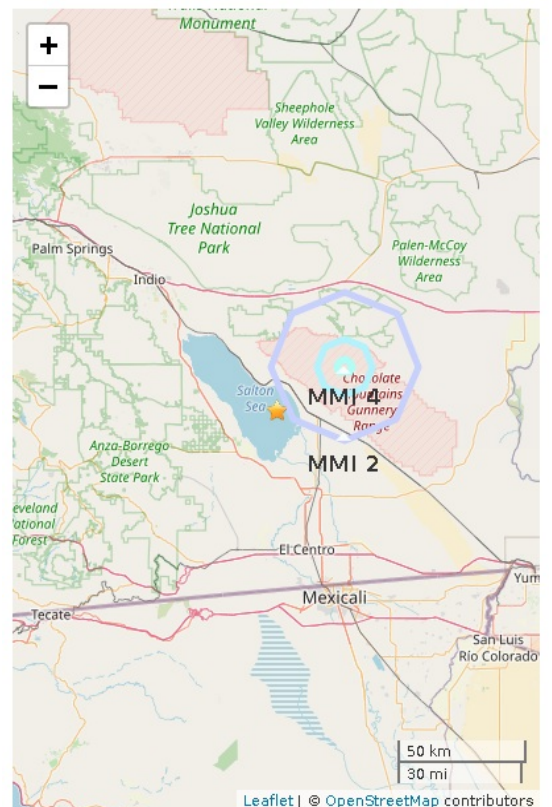 Monument
+
−
Sheephole
Valley Wilderness
Area
Joshua
Tree National
Park
Palm Springs
Palen-McCoy
Wilderness
Area
Indio
Salton
Sea
MMI 4
Chocolate
Mountains
Gunnery
Range
Anza-Borrego
Desert
State Park
MMI 2
eveland
ational
Forest
El Centro
Mexicali
Yum
Tecate
San Luis
Río Colorado
50 km
30 mi
Leaflet | © OpenStreetMap contributors